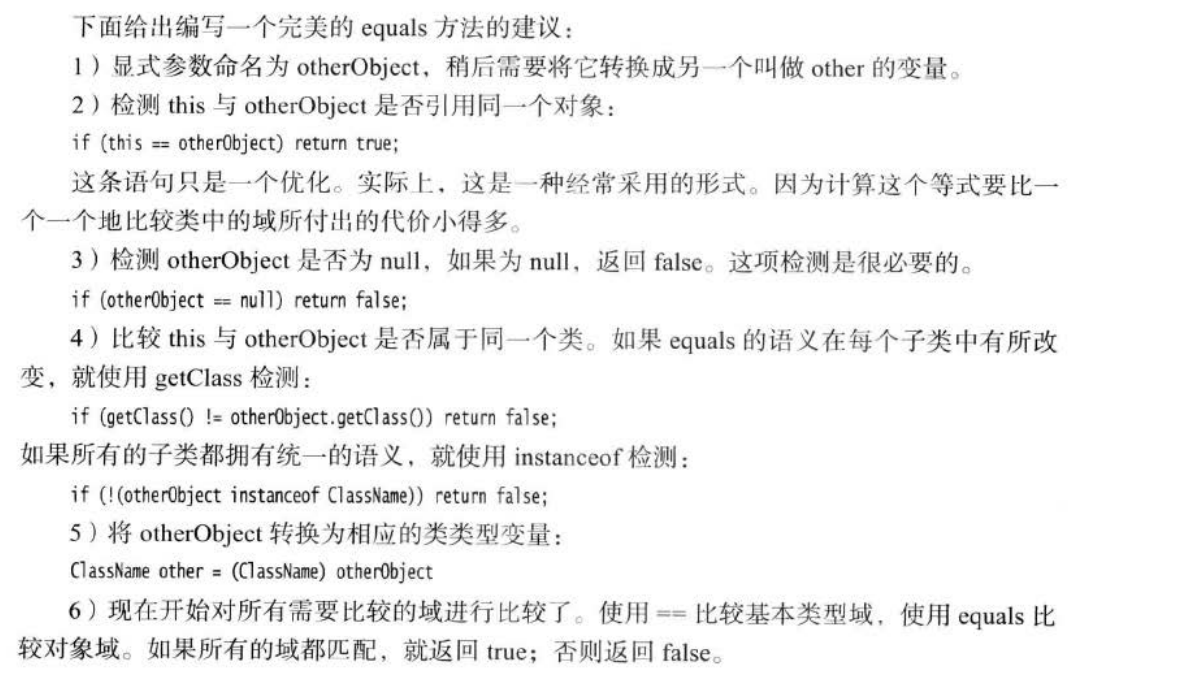 下面给出编写一个完美的 equals 方法的建议：
1）显式参数命名为 otherObject，稍后需要将它转换成另一个叫做 other 的变量。
2）检测 this 与 otherObject 是否引用同一个对象：
if (this == otherObject) return true;
这条语句只是一个优化。实际上，这是一种经常采用的形式。因为计算这个等式要比一
个一个地比较类中的域所付出的代价小得多。
3）检测 otherObject 是否为 null，如果为 null，返回 false。这项检测是很必要的。
if (otherObject == null) return false;
4）比较 this 与 otherObject 是否属于同一个类。如果 equals 的语义在每个子类中有所改
变，就使用 getClass 检测：
if (getClass() != otherObject.getClass()) return false;
如果所有的子类都拥有统一的语义，就使用 instanceof 检测：
if (!(otherObject instanceof ClassName)) return false;
5）将 otherObject 转换为相应的类类型变量：
ClassName other = (ClassName) otherObject
6）现在开始对所有需要比较的域进行比较了。使用 == 比较基本类型域，使用 equals 比
较对象域。如果所有的域都匹配，就返回 true；否则返回 false。